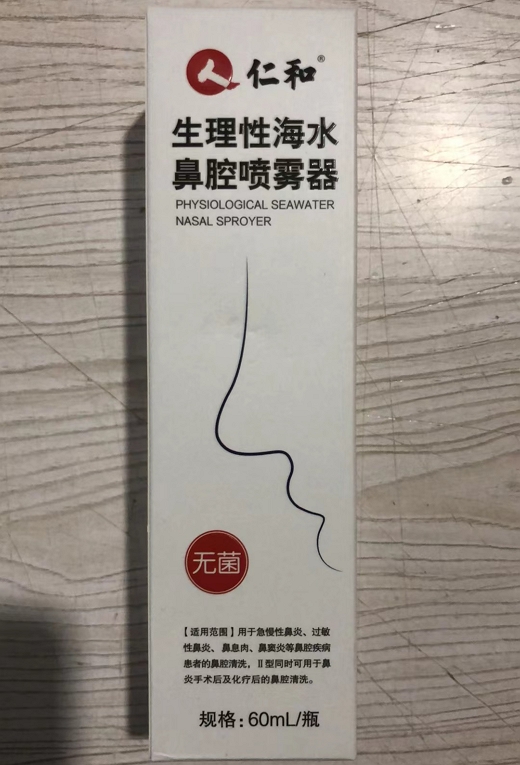 人 仁和®
生理性海水
鼻腔喷雾器
PHYSIOLOGICAL SEAWATER
NASAL SPROYER
无菌
【适用范围】用于急慢性鼻炎、过敏
性鼻炎、鼻息肉、鼻窦炎等鼻腔疾病
患者的鼻腔清洗，II型同时可用于鼻
炎手术后及化疗后的鼻腔清洗。
规格：60mL/瓶